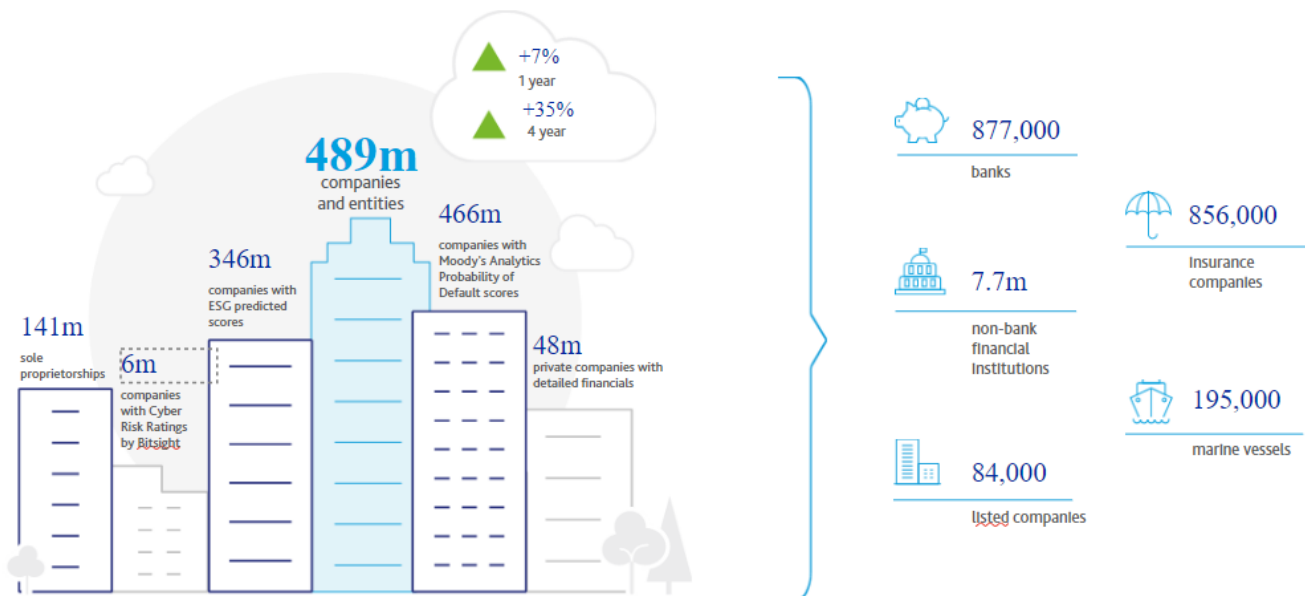 +7%
1 year
+35%
4 year
489m
companies
and entities
466m
companies with
Moody's Analytics
Probability of
Default scores
346m
companies with
ESG predicted
scores
141m
sole
proprietorships
6m
companies
with Cyber
Risk Ratings
by Bitsight
48m
private companies with
detailed financials
877,000
banks
856,000
Insurance
companies
7.7m
non-bank
financial
Institutions
195,000
marine vessels
84,000
listed companies